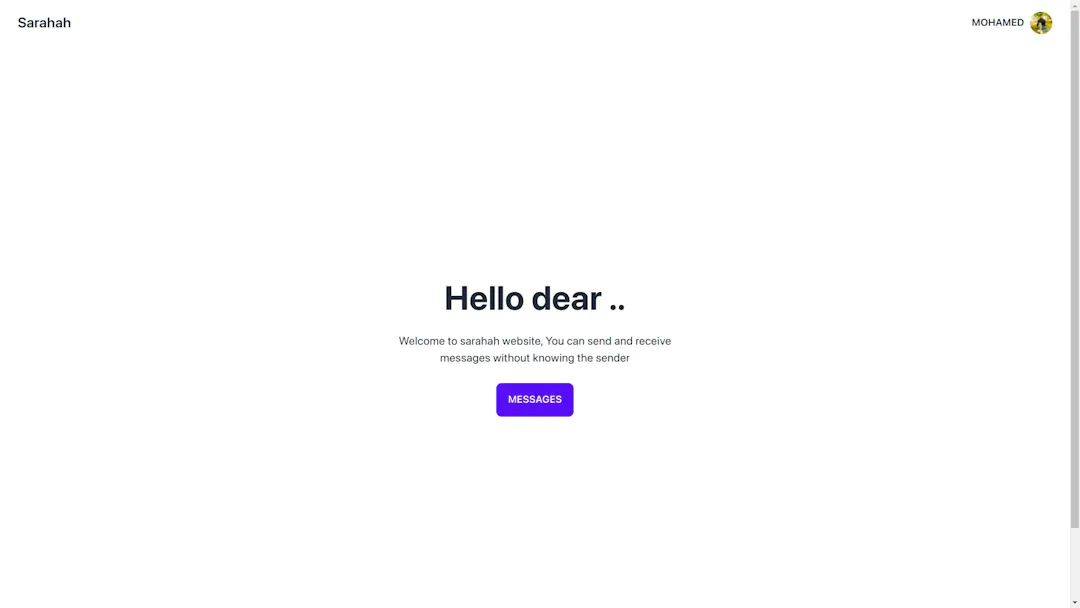 Sarahah
MOHAMED
Hello dear ..
Welcome to sarahah website, You can send and receive
messages without knowing the sender
MESSAGES